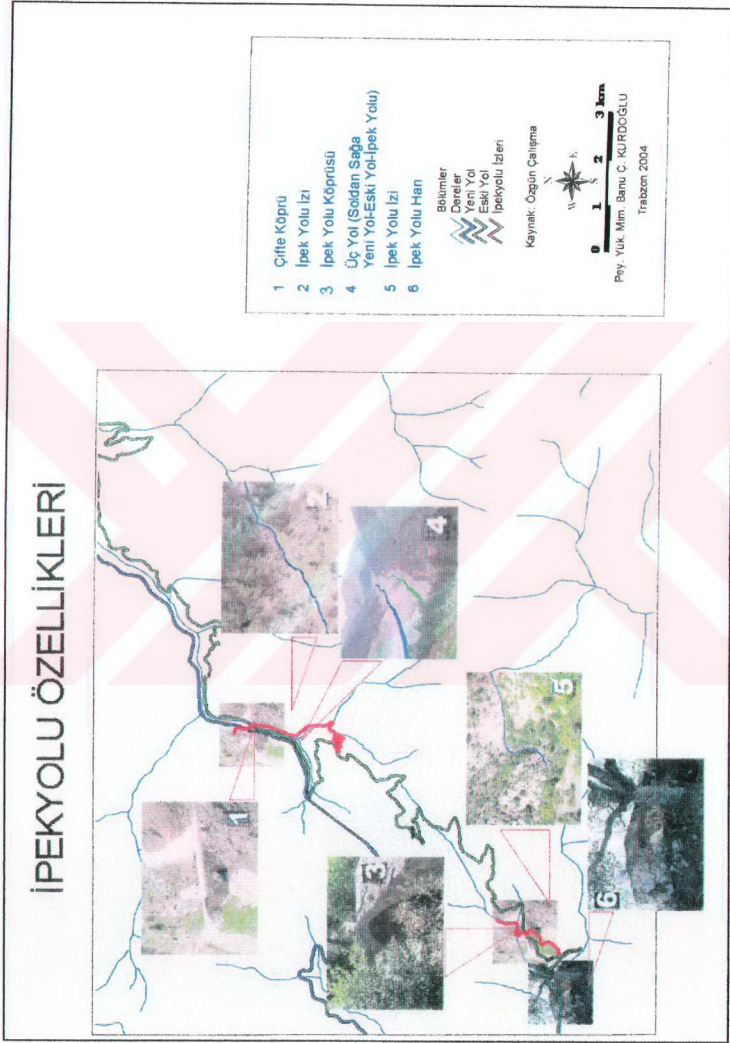 İPEKYOLU ÖZELLİKLERİ
1
2
3
4
5
6
1 Çifte Köprü
2 İpek Yolu İzi
3 İpek Yolu Köprüsü
4 Üç Yol (Soldan Sağa
Yeni Yol-Eski Yol-İpek Yolu)
5 İpek Yolu İzi
6 İpek Yolu Han
Bölümler
Dereler
Yeni Yol
Eski Yol
İpekyolu İzleri
Kaynak: Özgün Çalışma
N
W E
S
0 1 2 3 km
Pey. Yük. Mim. Banu Ç. KURDOĞLU
Trabzon 2004